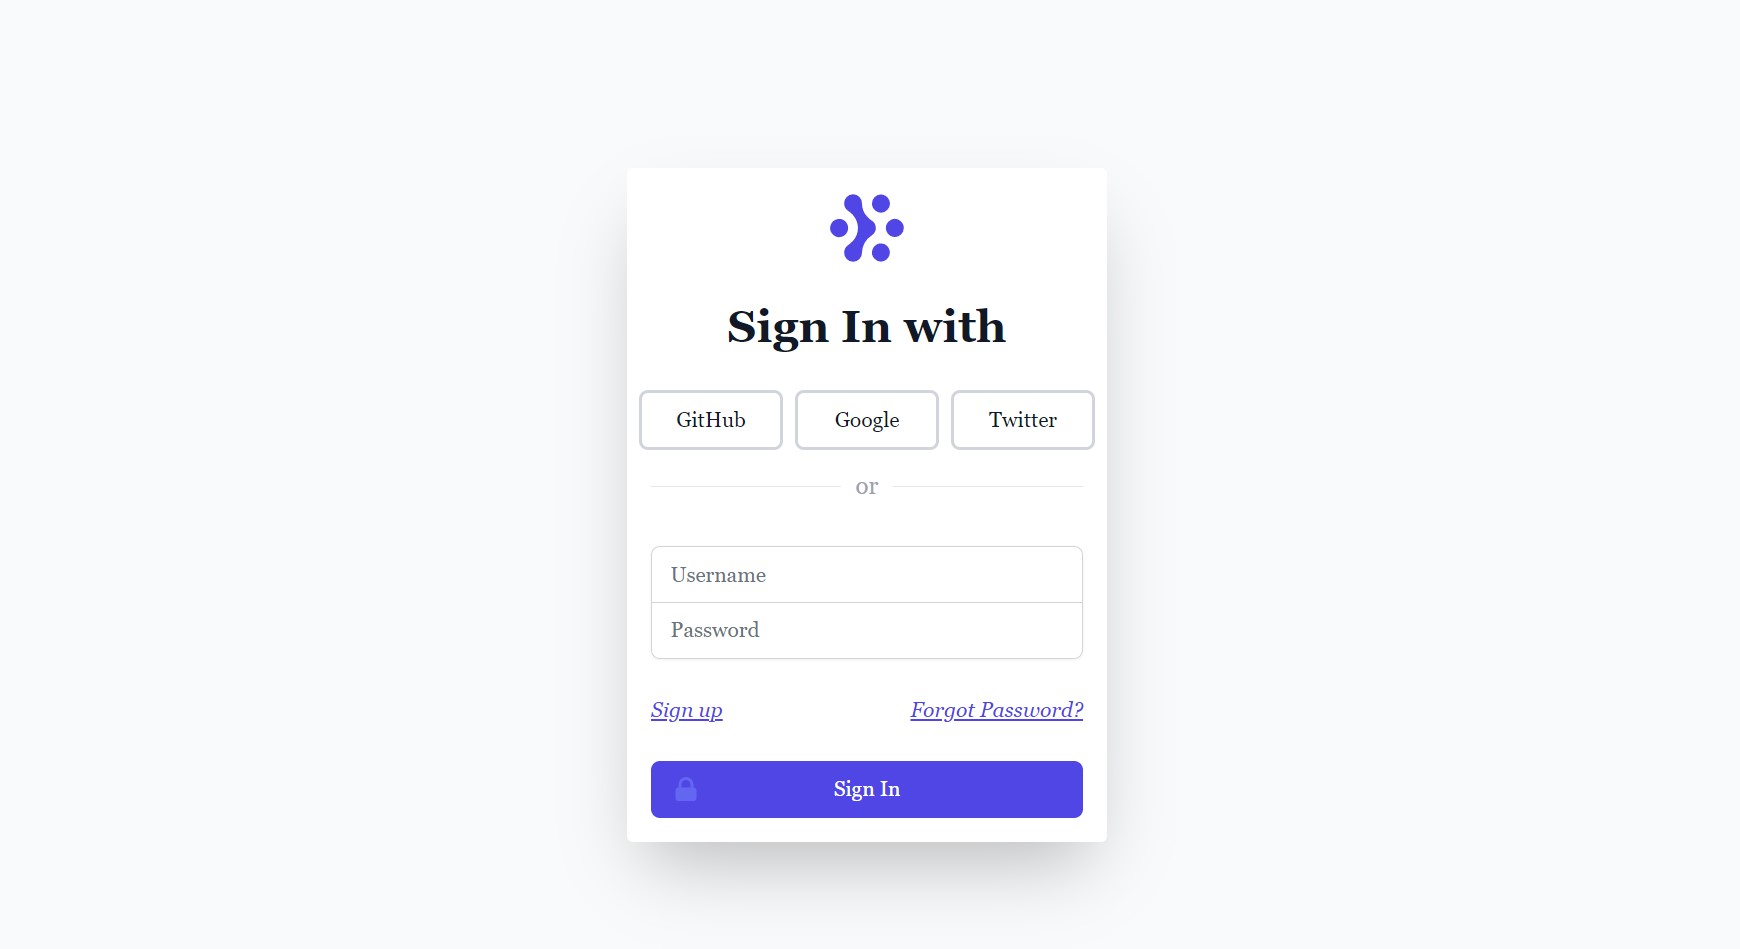 Sign In with
GitHub Google Twitter
or
Username
Password
Sign up Forgot Password?
Sign In